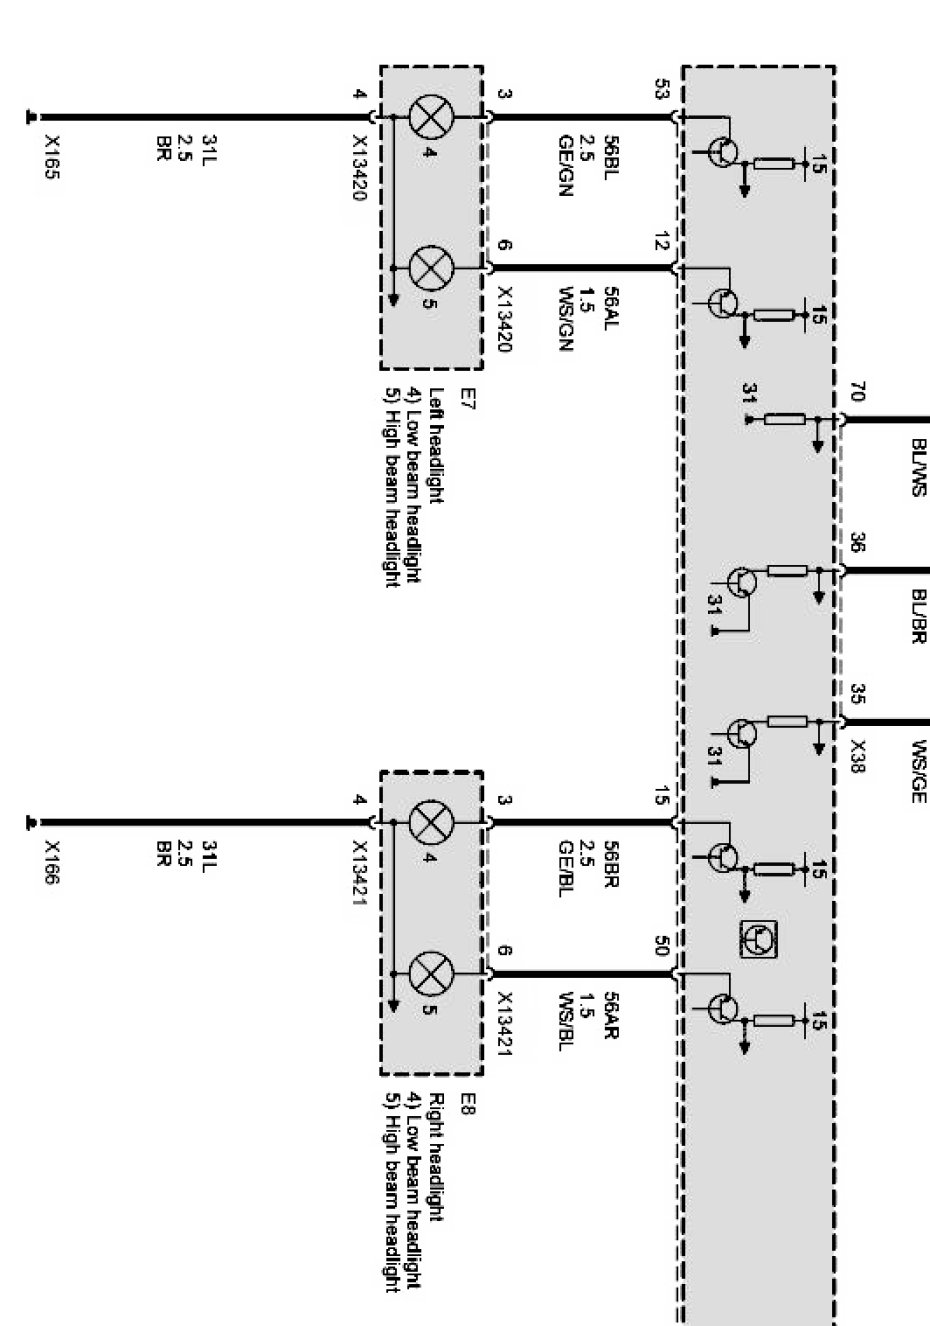 BL/WS
BL/BR
WS/GE
70
36
35
X38
15
15
31
31
31
15
15
53
12
15
50
56BL
2.5
GE/GN
56AL
1.5
WS/GN
56BR
2.5
GE/BL
56AR
1.5
WS/BL
3
6
X13420
3
6
X13421
4
5
E7
Left headlight
4) Low beam headlight
5) High beam headlight
4
5
E8
Right headlight
4) Low beam headlight
5) High beam headlight
4
X13420
4
X13421
31L
2.5
BR
31L
2.5
BR
X165
X166